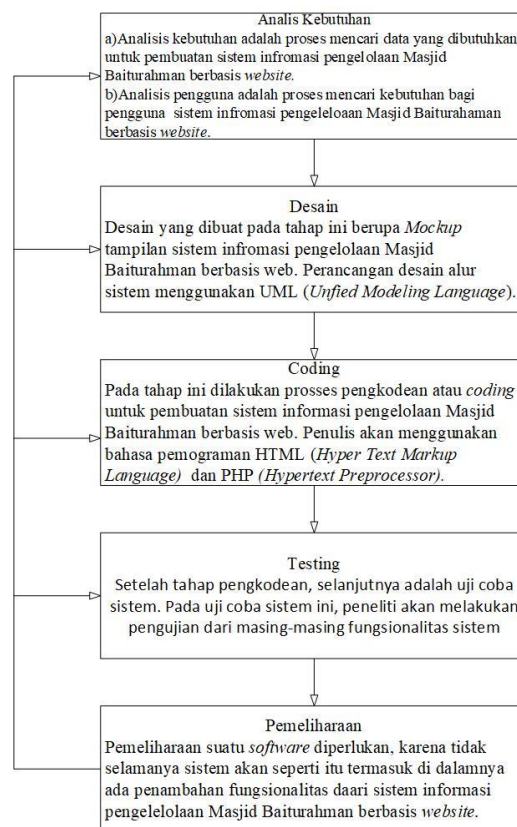 Analis Kebutuhan
a)Analisis kebutuhan adalah proses mencari data yang dibutuhkan
untuk pembuatan sistem infromasi pengelolaan Masjid
Baiturahman berbasis website.
b)Analisis pengguna adalah proses mencari kebutuhan bagi
pengguna sistem infromasi pengeleloaan Masjid Baiturahaman
berbasis website.
Desain
Desain yang dibuat pada tahap ini berupa Mockup
tampilan sistem infromasi pengelolaan Masjid
Baiturahman berbasis web. Perancangan desain alur
sistem menggunakan UML (Unfied Modeling Language).
Coding
Pada tahap ini dilakukan prosses pengkodean atau coding
untuk pembuatan sistem informasi pengelolaan Masjid
Baiturahman berbasis web. Penulis akan menggunakan
bahasa pemograman HTML (Hyper Text Markup
Language) dan PHP (Hypertext Preprocessor).
Testing
Setelah tahap pengkodean, selanjutnya adalah uji coba
sistem. Pada uji coba sistem ini, peneliti akan melakukan
pengujian dari masing-masing fungsionalitas sistem
Pemeliharaan
Pemeliharaan suatu software diperlukan, karena tidak
selamanya sistem akan seperti itu termasuk di dalamnya
ada penambahan fungsionalitas daari sistem informasi
pengelelolaan Masjid Baiturahman berbasis website.